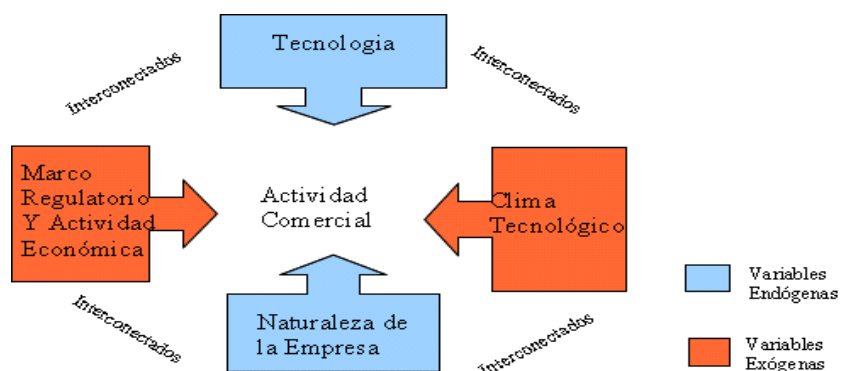 Tecnologia
Interconectados
Interconectados
Marco
Regulatorio
Y Actividad
Económica
Actividad
Comercial
Clima
Tecnológico
Interconectados
Naturaleza de
la Empresa
Interconectados
Variables
Endógenas
Variables
Exógenas